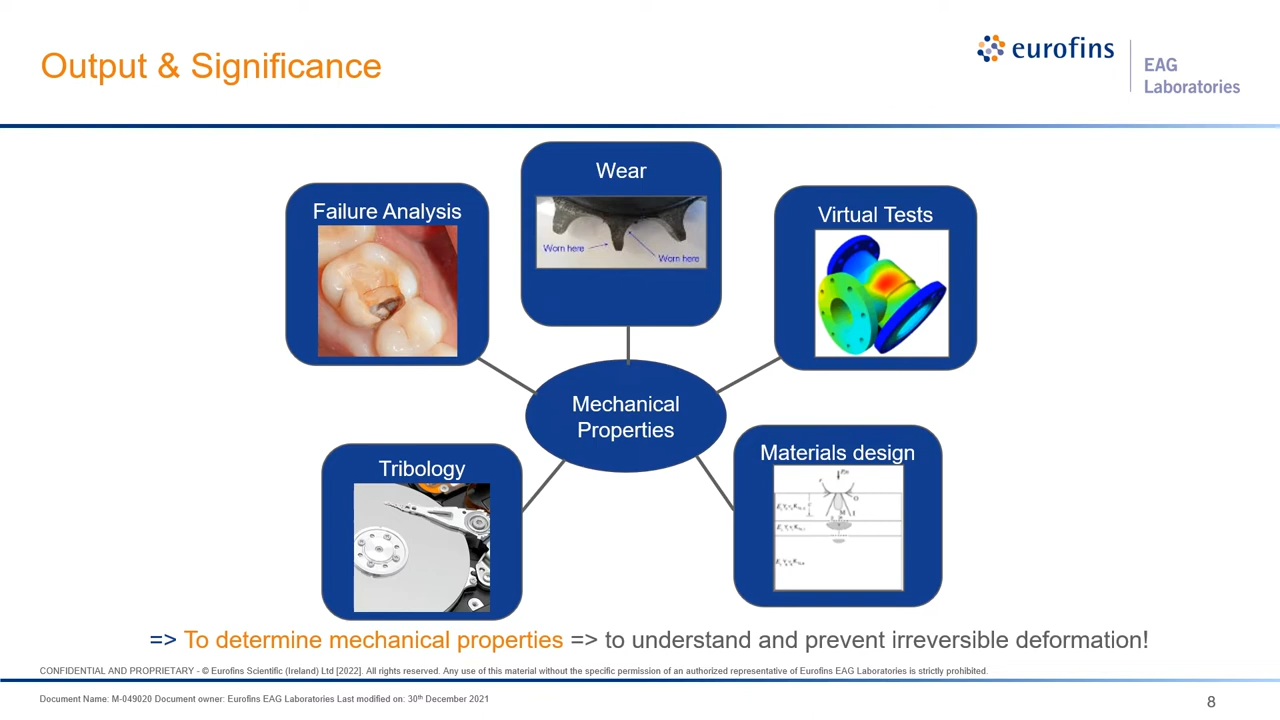 Output & Significance
eurofins
EAG
Laboratories
Wear
Worn here
Worn here
Failure Analysis
Virtual Tests
Mechanical
Properties
Tribology
Materials design
=> To determine mechanical properties => to understand and prevent irreversible deformation!
CONFIDENTIAL AND PROPRIETARY - © Eurofins Scientific (Ireland) Ltd [2022]. All rights reserved. Any use of this material without the specific permission of an authorized representative of Eurofins EAG Laboratories is strictly prohibited.
Document Name: M-049020 Document owner: Eurofins EAG Laboratories Last modified on: 30th December 2021
8